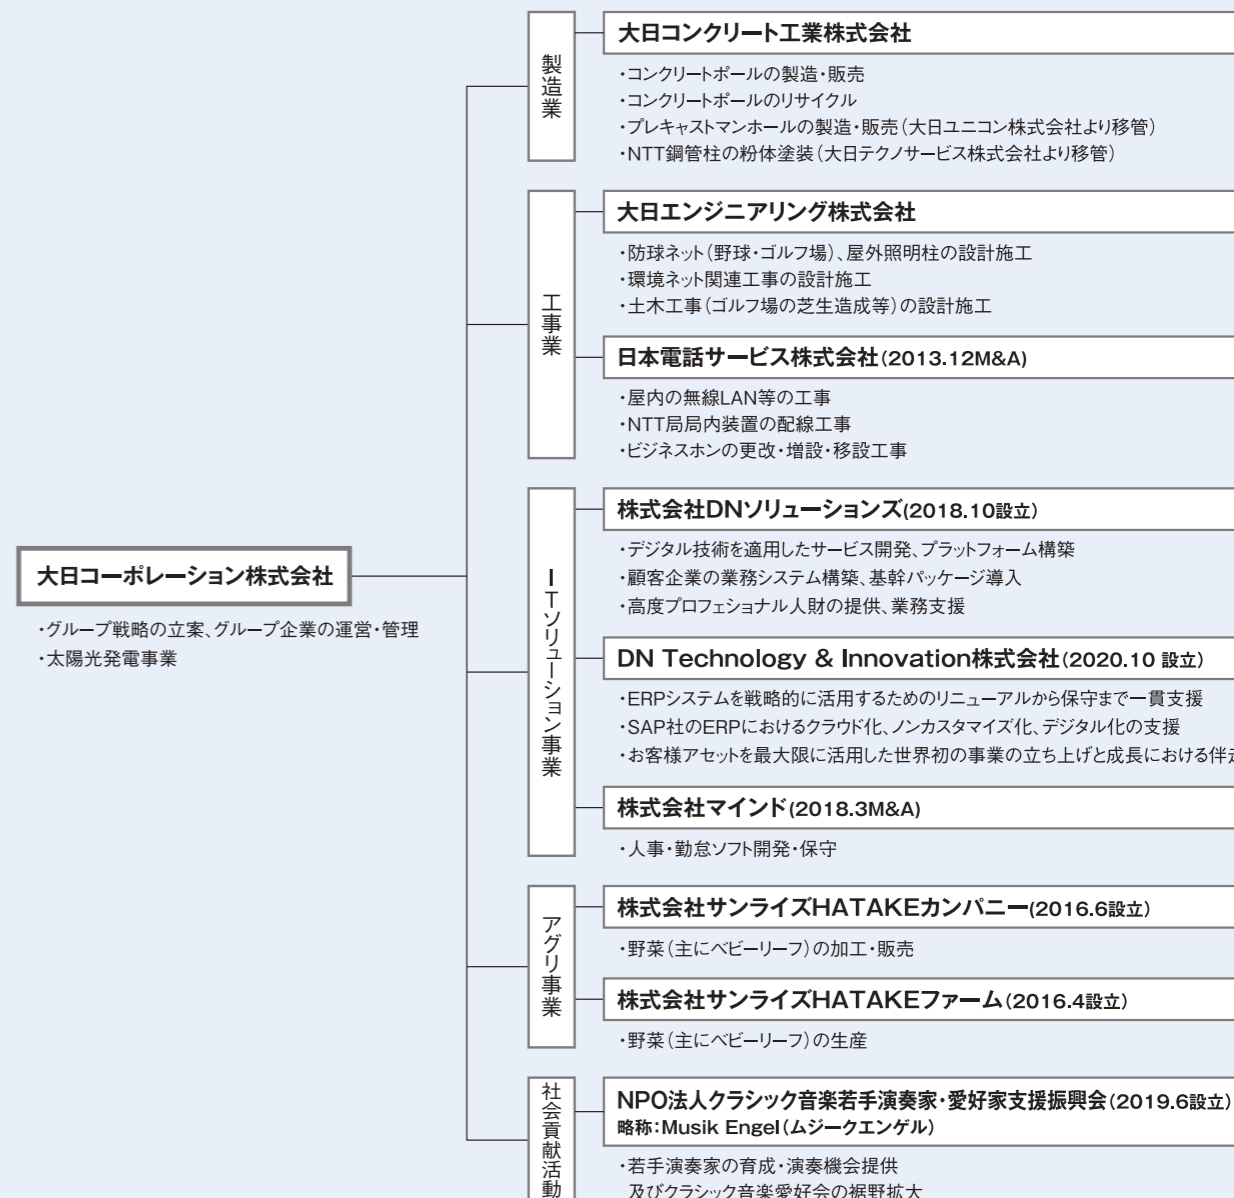 製造業
大日コンクリート工業株式会社
・コンクリートポールの製造・販売
・コンクリートポールのリサイクル
・プレキャストマンホールの製造・販売(大日ユニコン株式会社より移管)
・NTT鋼管柱の粉体塗装(大日テクノサービス株式会社より移管)
工事業
大日エンジニアリング株式会社
・防球ネット(野球・ゴルフ場)、屋外照明柱の設計施工
・環境ネット関連工事の設計施工
・土木工事(ゴルフ場の芝生造成等)の設計施工
日本電話サービス株式会社(2013.12M&A)
・屋内の無線LAN等の工事
・NTT局局内装置の配線工事
・ビジネスホンの更改・増設・移設工事
大日コーポレーション株式会社
・グループ戦略の立案、グループ企業の運営・管理
・太陽光発電事業
ITソリューション事業
株式会社DNソリューションズ(2018.10設立)
・デジタル技術を適用したサービス開発、プラットフォーム構築
・顧客企業の業務システム構築、基幹パッケージ導入
・高度プロフェショナル人財の提供、業務支援
DN Technology & Innovation株式会社(2020.10 設立)
・ERPシステムを戦略的に活用するためのリニューアルから保守まで一貫支援
・SAP社のERPにおけるクラウド化、ノンカスタマイズ化、デジタル化の支援
・お客様アセットを最大限に活用した世界初の事業の立ち上げと成長における伴走
株式会社マインド(2018.3M&A)
・人事・勤怠ソフト開発・保守
アグリ事業
株式会社サンライズHATAKEカンパニー(2016.6設立)
・野菜(主にベビーリーフ)の加工・販売
株式会社サンライズHATAKEファーム(2016.4設立)
・野菜(主にベビーリーフ)の生産
社会貢献活動
NPO法人クラシック音楽若手演奏家・愛好家支援振興会(2019.6設立)
略称:Musik Engel(ムジークエンゲル)
・若手演奏家の育成・演奏機会提供
及びクラシック音楽愛好会の裾野拡大